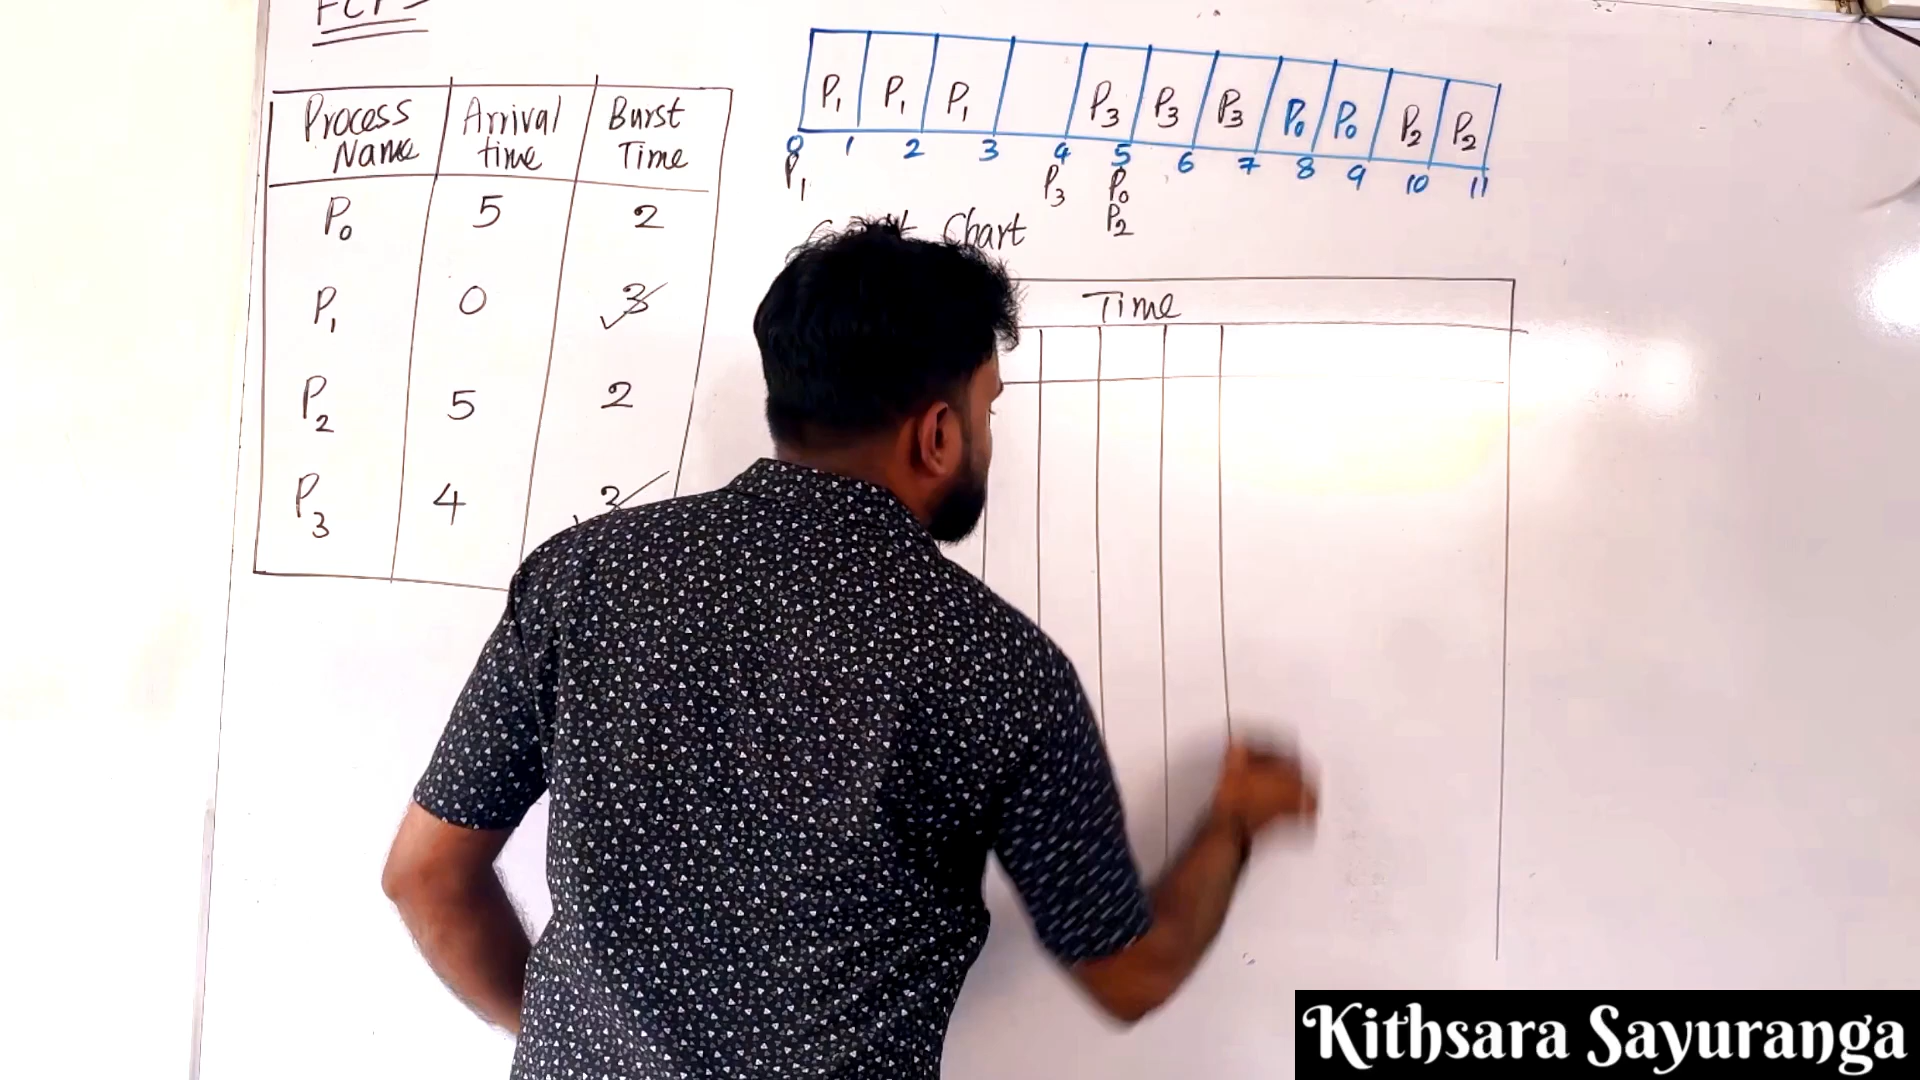 FCFS
Process Name
Arrival time
Burst Time
P0 5 2
P1 0 3
P2 5 2
P3 4 3
P1 P1 P1 P3 P3 P3 P0 P0 P2 P2
0 1 2 3 4 5 6 7 8 9 10 11
P1 P3 P0
P2
Chart
Time
Kithsara Sayuranga